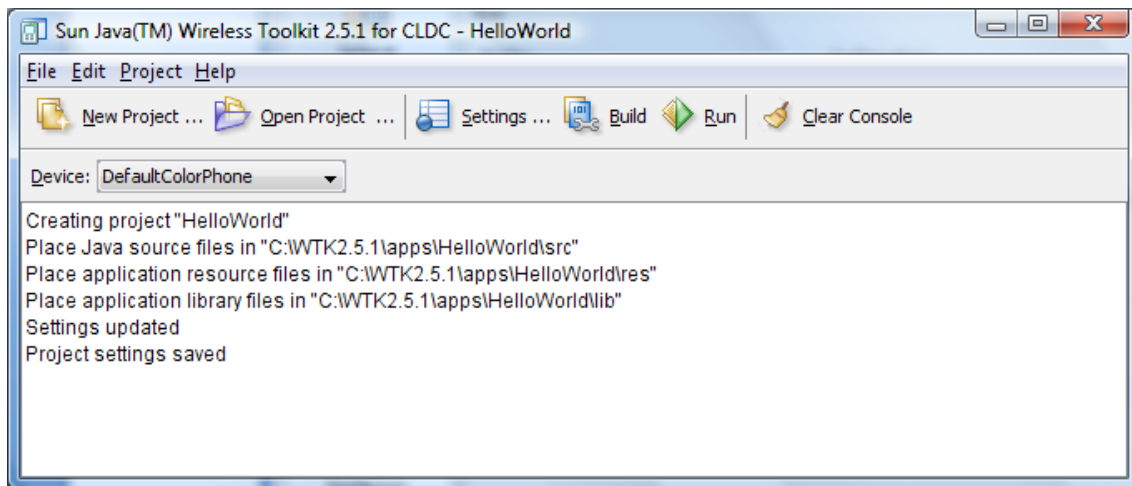 Sun Java(TM) Wireless Toolkit 2.5.1 for CLDC - HelloWorld
File Edit Project Help
New Project ... Open Project ... Settings ... Build Run Clear Console
Device: DefaultColorPhone
Creating project "HelloWorld"
Place Java source files in "C:\WTK2.5.1\apps\HelloWorld\src"
Place application resource files in "C:\WTK2.5.1\apps\HelloWorld\res"
Place application library files in "C:\WTK2.5.1\apps\HelloWorld\lib"
Settings updated
Project settings saved